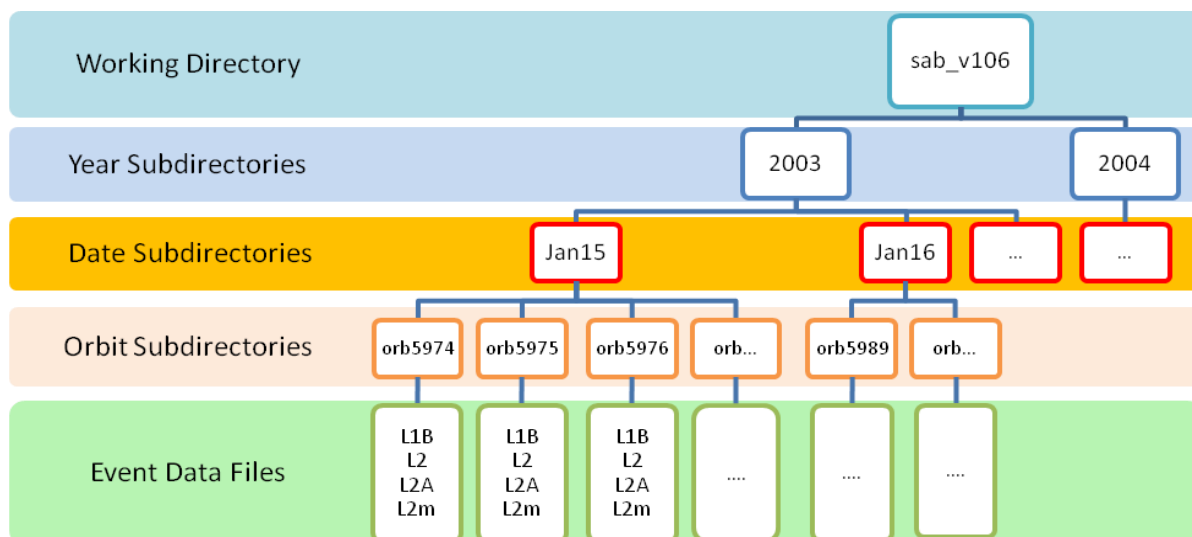 Working Directory
sab_v106
Year Subdirectories
2003
2004
Date Subdirectories
Jan15
Jan16
...
...
Orbit Subdirectories
orb5974
orb5975
orb5976
orb...
orb5989
orb...
Event Data Files
L1B
L2
L2A
L2m
L1B
L2
L2A
L2m
L1B
L2
L2A
L2m
....
....
....